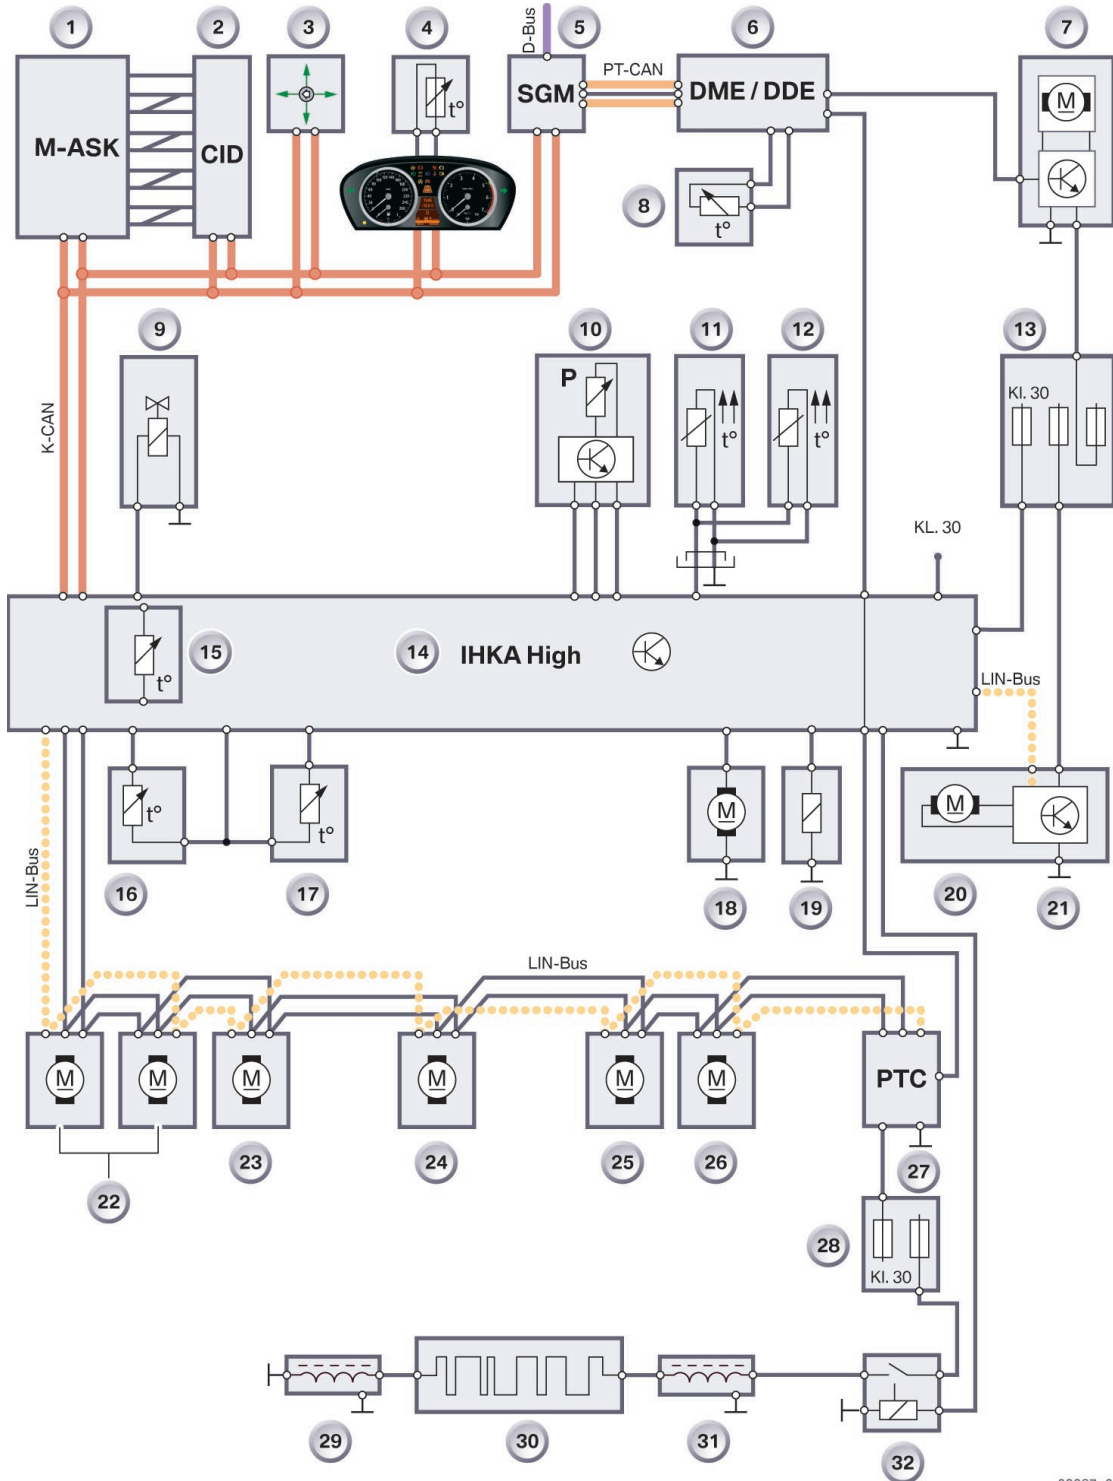 1 2 3 4 5 6 7
D-Bus
PT-CAN
M-ASK
CID
t°
SGM
DME / DDE
M
8
t°
K-CAN
9 10 11 12 13
P
t°
t°
Kl. 30
KL. 30
15
14
IHKA High
t°
LIN-Bus
t°
t°
M
M
LIN-Bus
16 17 18 19 20 21
LIN-Bus
M M M M M M
PTC
23 24 25 26 27
22
28
Kl. 30
29 30 31 32